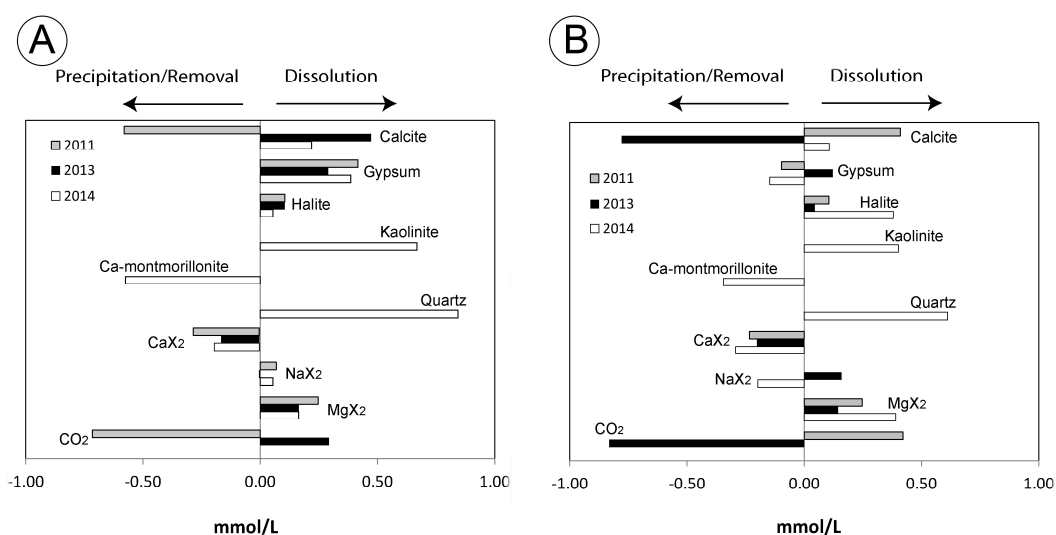 A
Precipitation/Removal Dissolution
2011
2013
2014
Calcite
Gypsum
Halite
Kaolinite
Ca-montmorillonite
Quartz
CaX2
NaX2
MgX2
CO2
-1.00 -0.50 0.00 0.50 1.00
mmol/L
B
Precipitation/Removal Dissolution
2011
2013
2014
Calcite
Gypsum
Halite
Kaolinite
Ca-montmorillonite
Quartz
CaX2
NaX2
MgX2
CO2
-1.00 -0.50 0.00 0.50 1.00
mmol/L